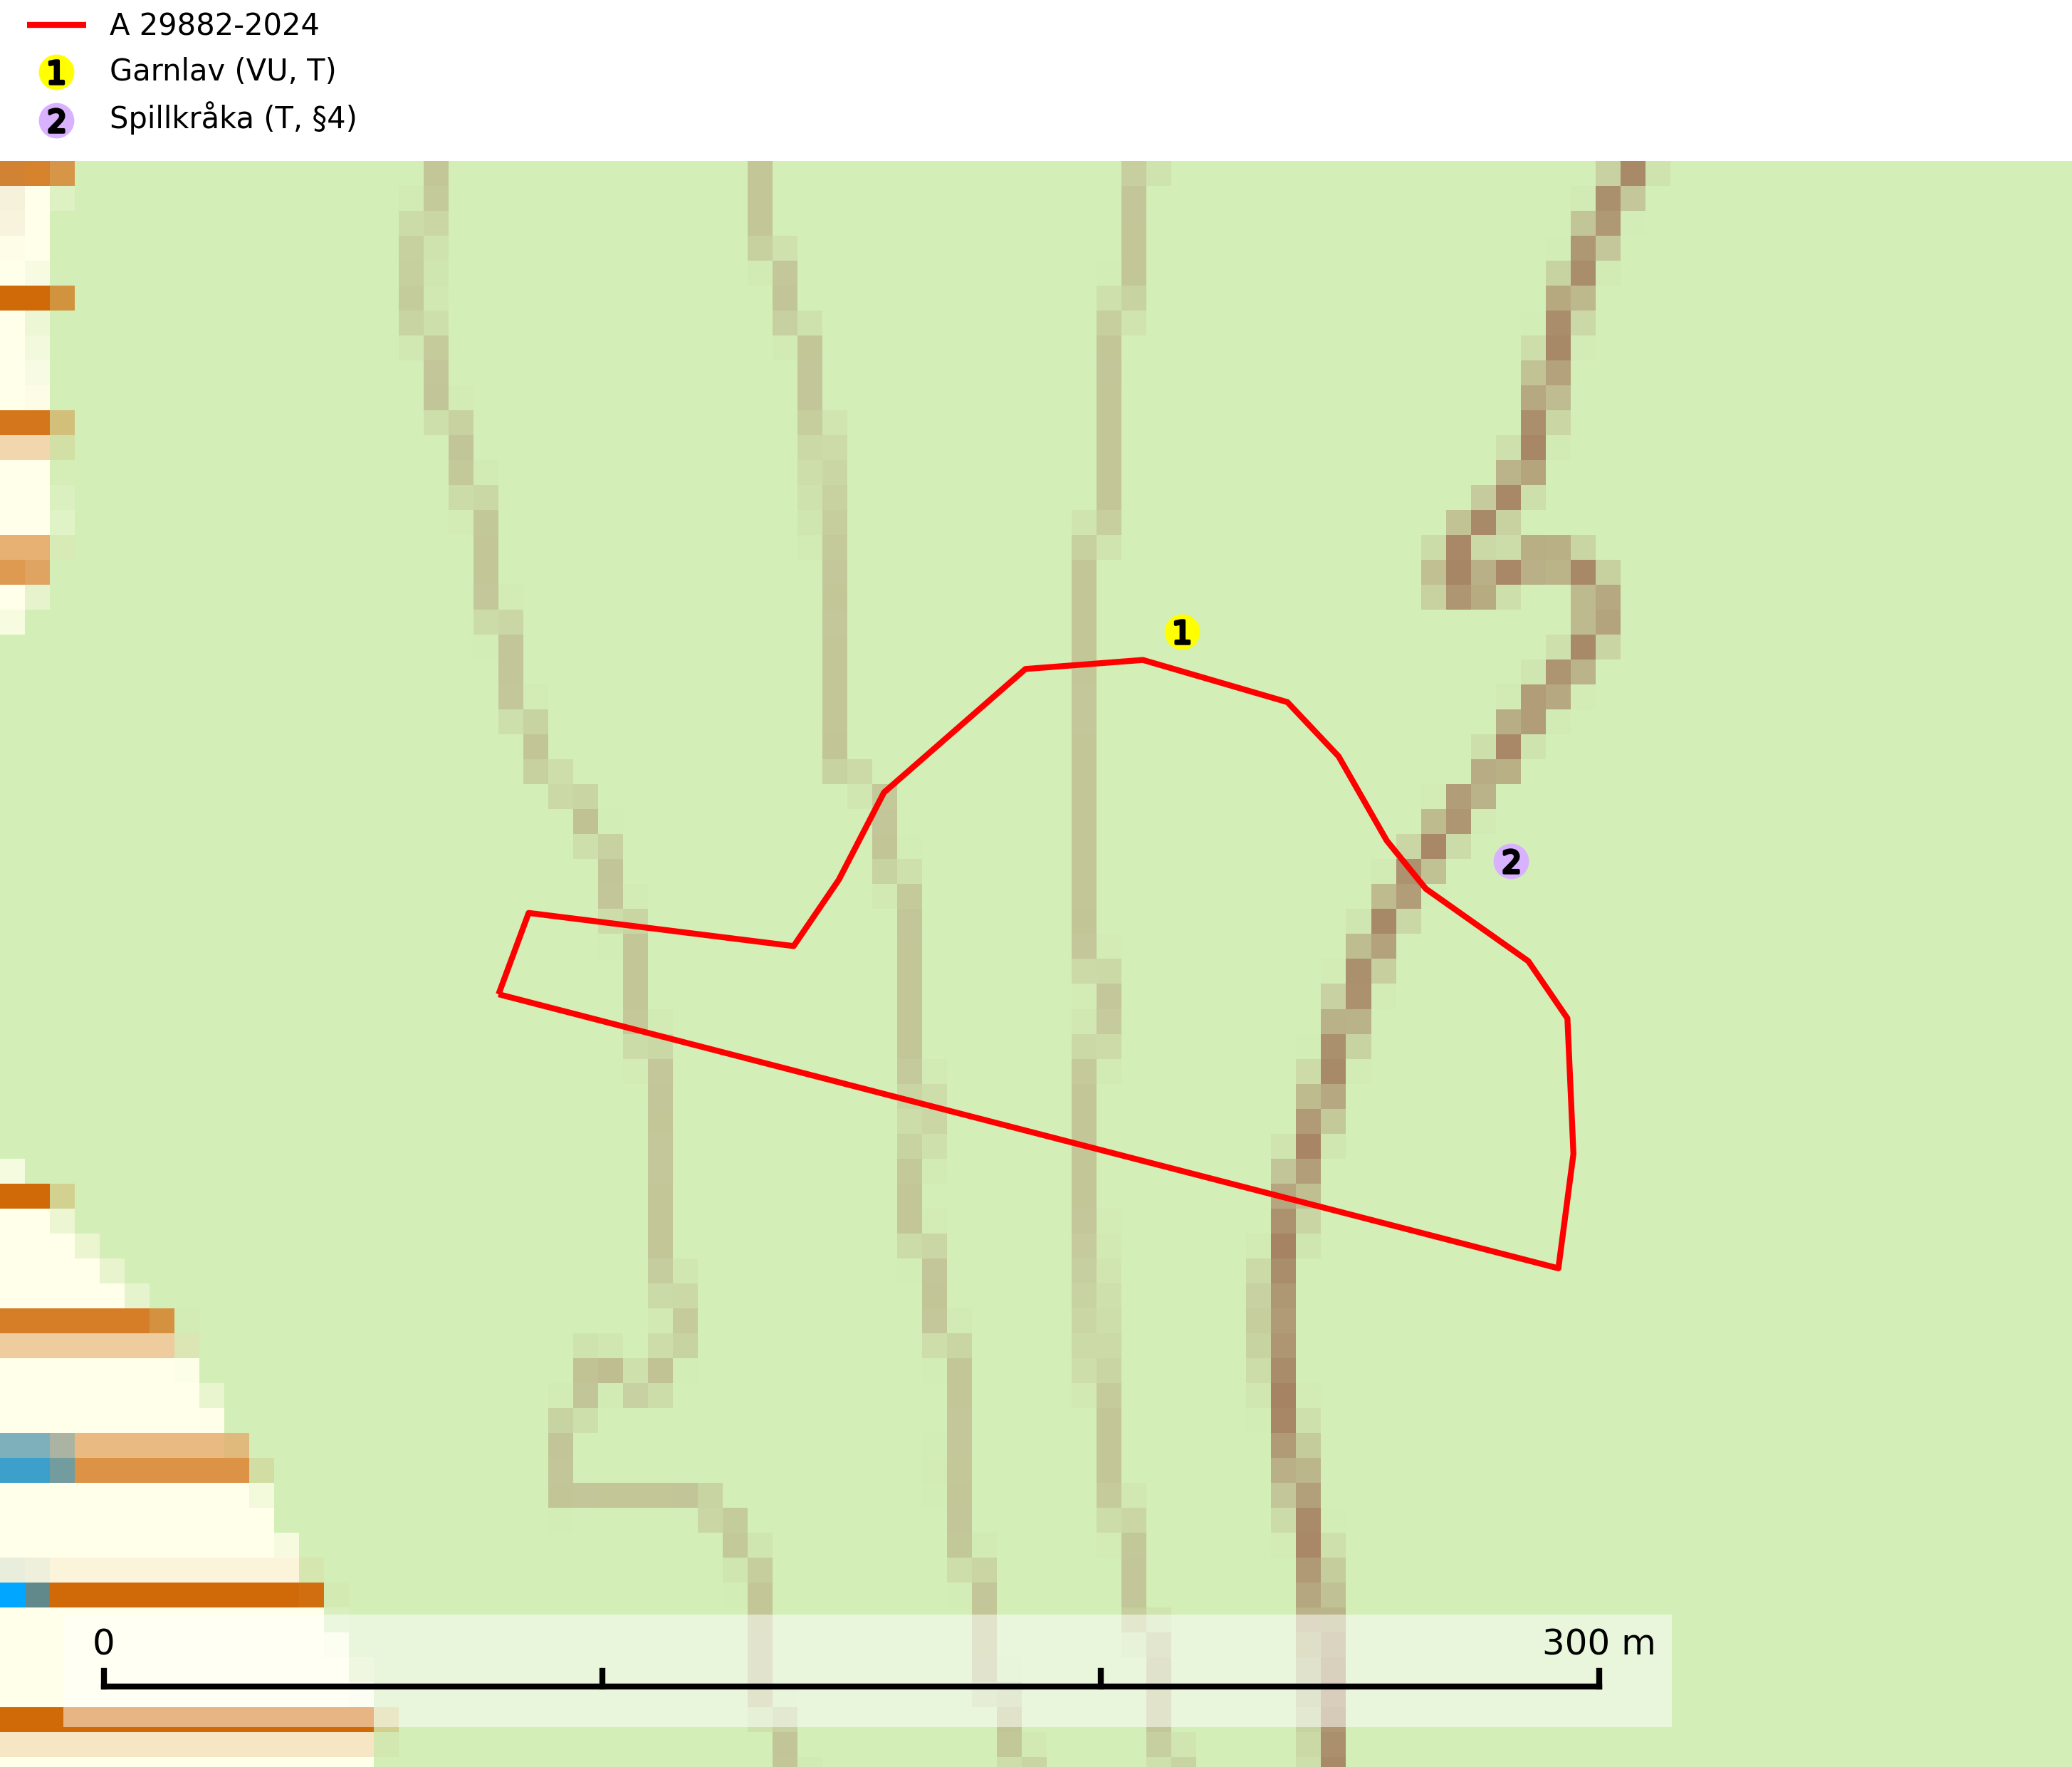 A 29882-2024
1 Garnlav (VU, T)
2 Spillkråka (T, §4)
1
2
0 300 m